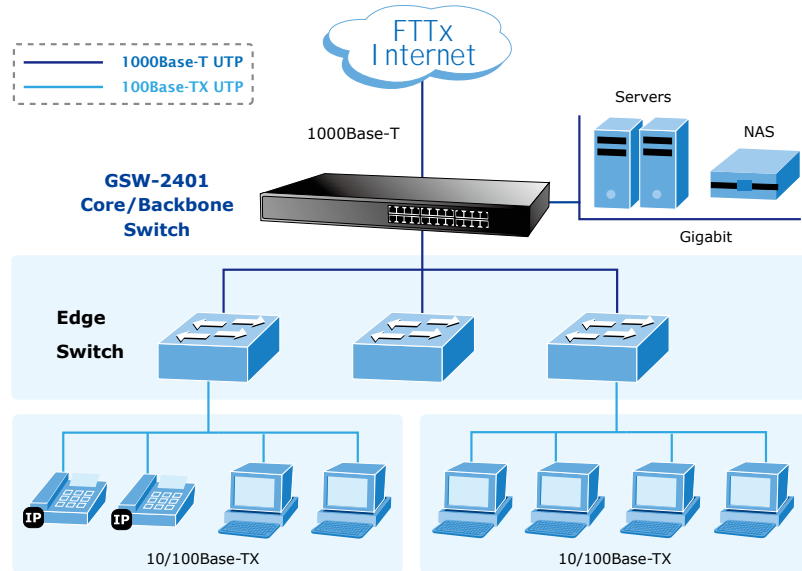 FTTx
Internet
1000Base-T UTP
100Base-TX UTP
Servers
NAS
1000Base-T
GSW-2401
Core/Backbone
Switch
Gigabit
Edge
Switch
IP
IP
10/100Base-TX
10/100Base-TX